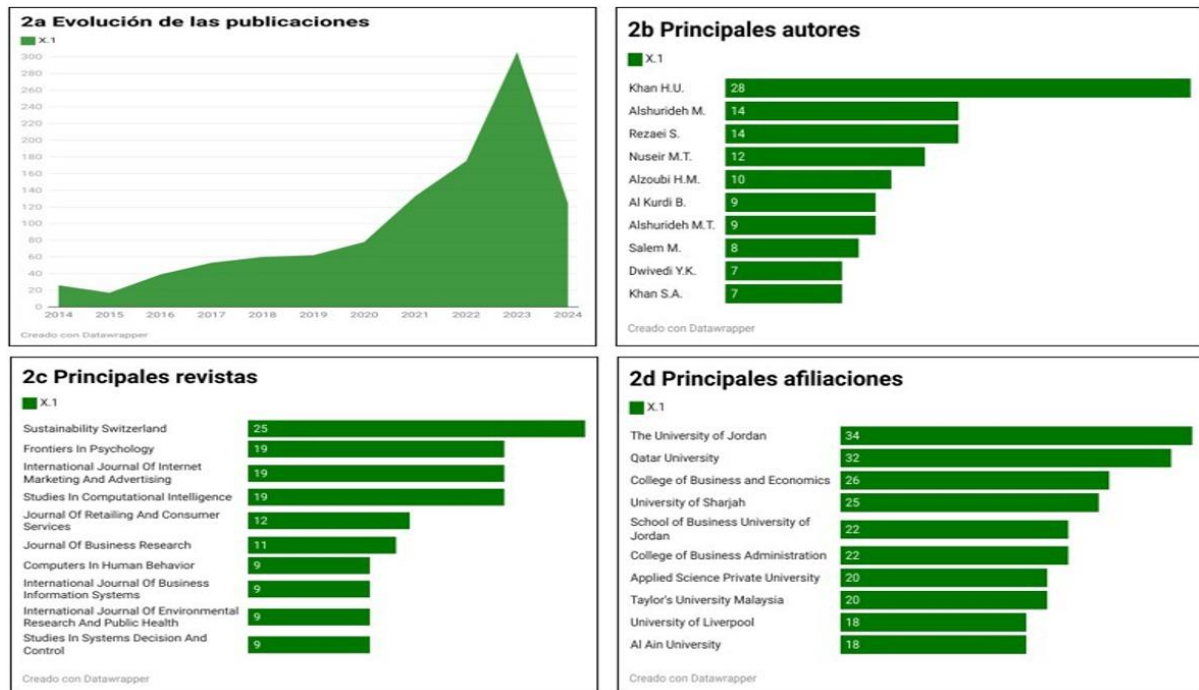 2a Evolución de las publicaciones
X.1
300
280
260
240
220
200
180
160
140
120
100
80
60
40
20
0
2014 2015 2016 2017 2018 2019 2020 2021 2022 2023 2024
Creado con Datawrapper
2b Principales autores
X.1
Khan H.U. 28
Alshurideh M. 14
Rezaei S. 14
Nuseir M.T. 12
Alzoubi H.M. 10
Al Kurdi B. 9
Alshurideh M.T. 9
Salem M. 8
Dwivedi Y.K. 7
Khan S.A. 7
Creado con Datawrapper
2c Principales revistas
X.1
Sustainability Switzerland 25
Frontiers In Psychology 19
International Journal Of Internet
Marketing And Advertising 19
Studies In Computational Intelligence 19
Journal Of Retailing And Consumer
Services 12
Journal Of Business Research 11
Computers In Human Behavior 9
International Journal Of Business
Information Systems 9
International Journal Of Environmental
Research And Public Health 9
Studies In Systems Decision And
Control 9
Creado con Datawrapper
2d Principales afiliaciones
X.1
The University of Jordan 34
Qatar University 32
College of Business and Economics 26
University of Sharjah 25
School of Business University of
Jordan 22
College of Business Administration 22
Applied Science Private University 20
Taylor's University Malaysia 20
University of Liverpool 18
Al Ain University 18
Creado con Datawrapper